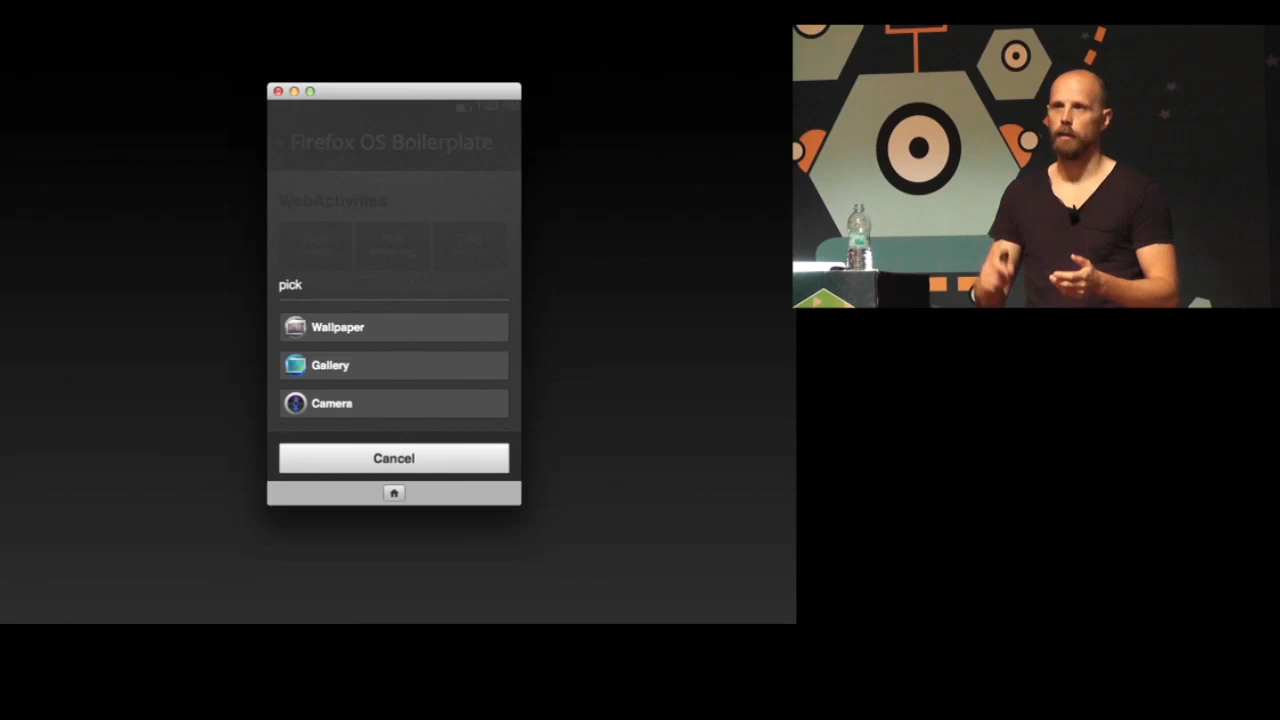 Firefox OS Boilerplate
WebActivities
pick
Wallpaper
Gallery
Camera
Cancel